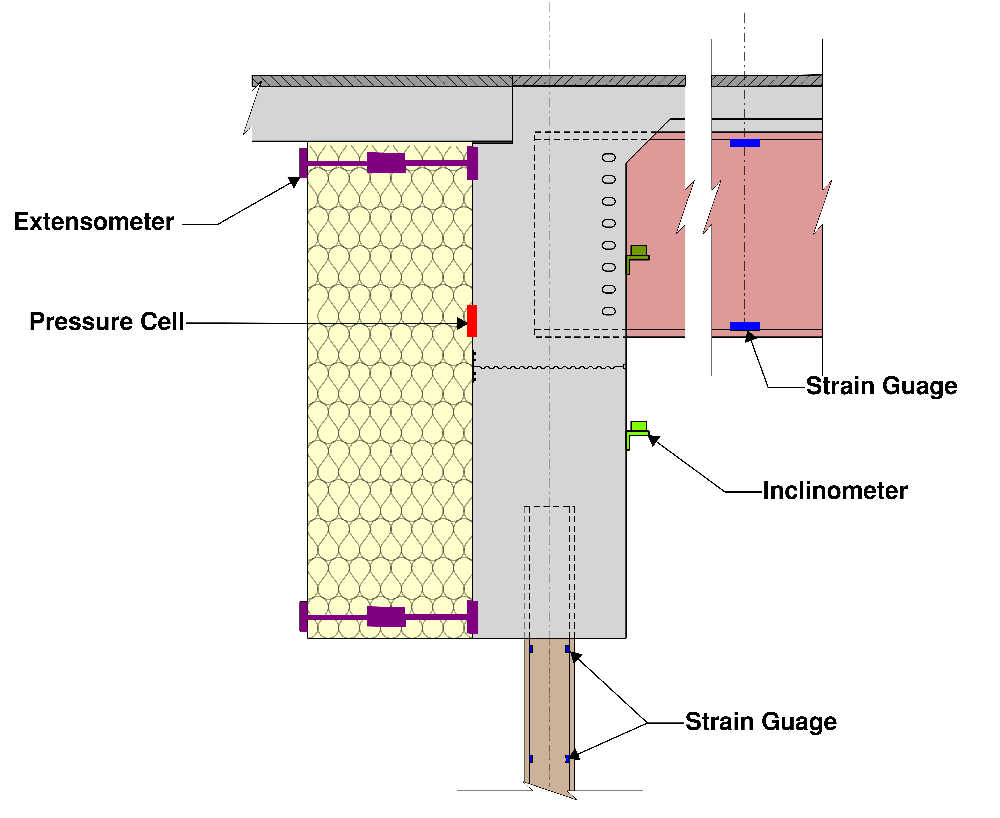 Extensometer
Pressure Cell
Strain Guage
Inclinometer
Strain Guage